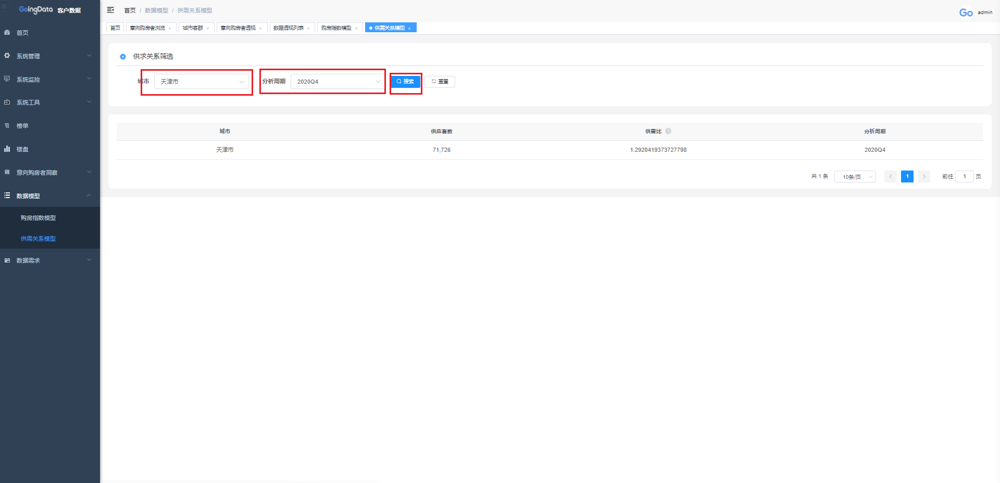 GoingData 客户数据
首页
系统管理
系统监控
系统工具
榜单
楼盘
意向购房者洞察
数据模型
购房指数模型
供需关系模型
数据需求
首页 / 数据模型 / 供需关系模型
Go admin
首页 意向购房者浏览 × 城市客群 × 意向购房者透视 × 数据透视列表 × 购房指数模型 × 供需关系模型 ×
供求关系筛选
城市 天津市 分析周期 2020Q4 搜索 重置
城市 供应套数 供需比 分析周期
天津市 71,726 1.2920419373727798 2020Q4
共 1 条 10条/页 1 前往 1 页